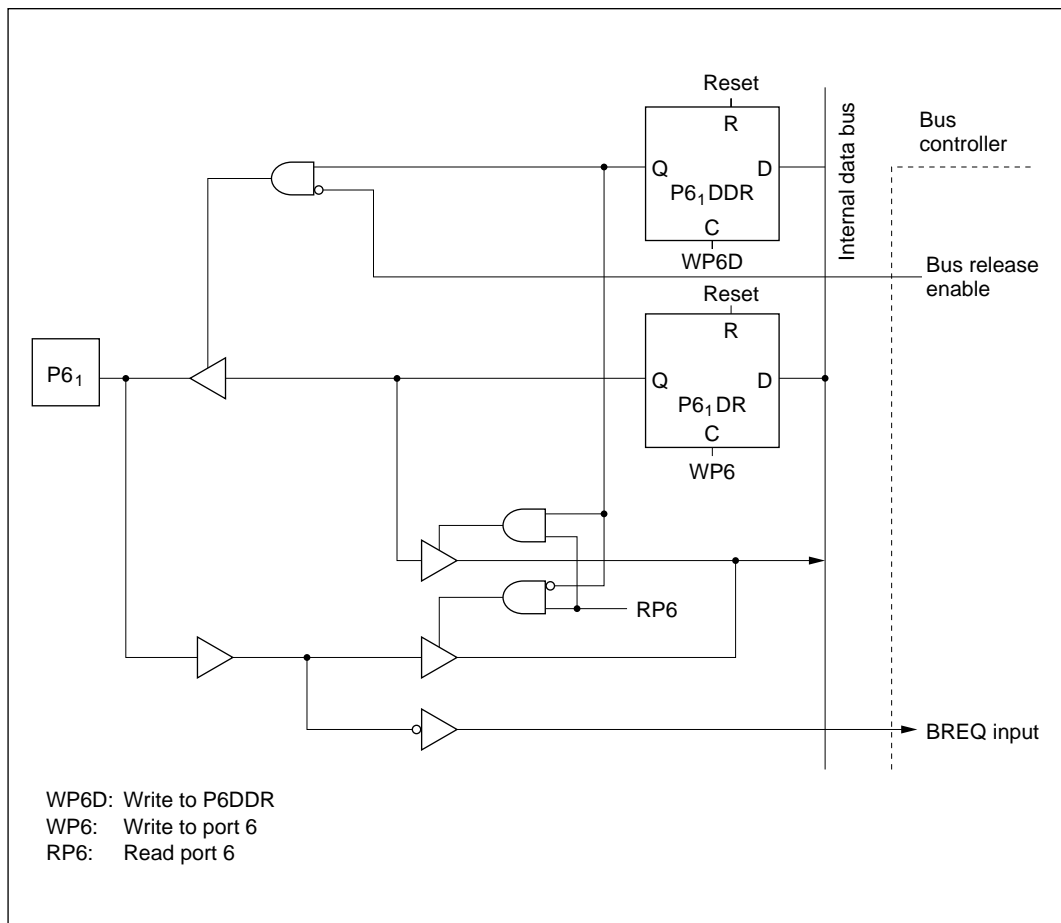 Reset
R
Q
D
P6₁DDR
C
WP6D
Internal data bus
Bus
controller
Bus release
enable
Reset
R
P6₁
Q
D
P6₁DR
C
WP6
RP6
BREQ input
WP6D: Write to P6DDR
WP6: Write to port 6
RP6: Read port 6